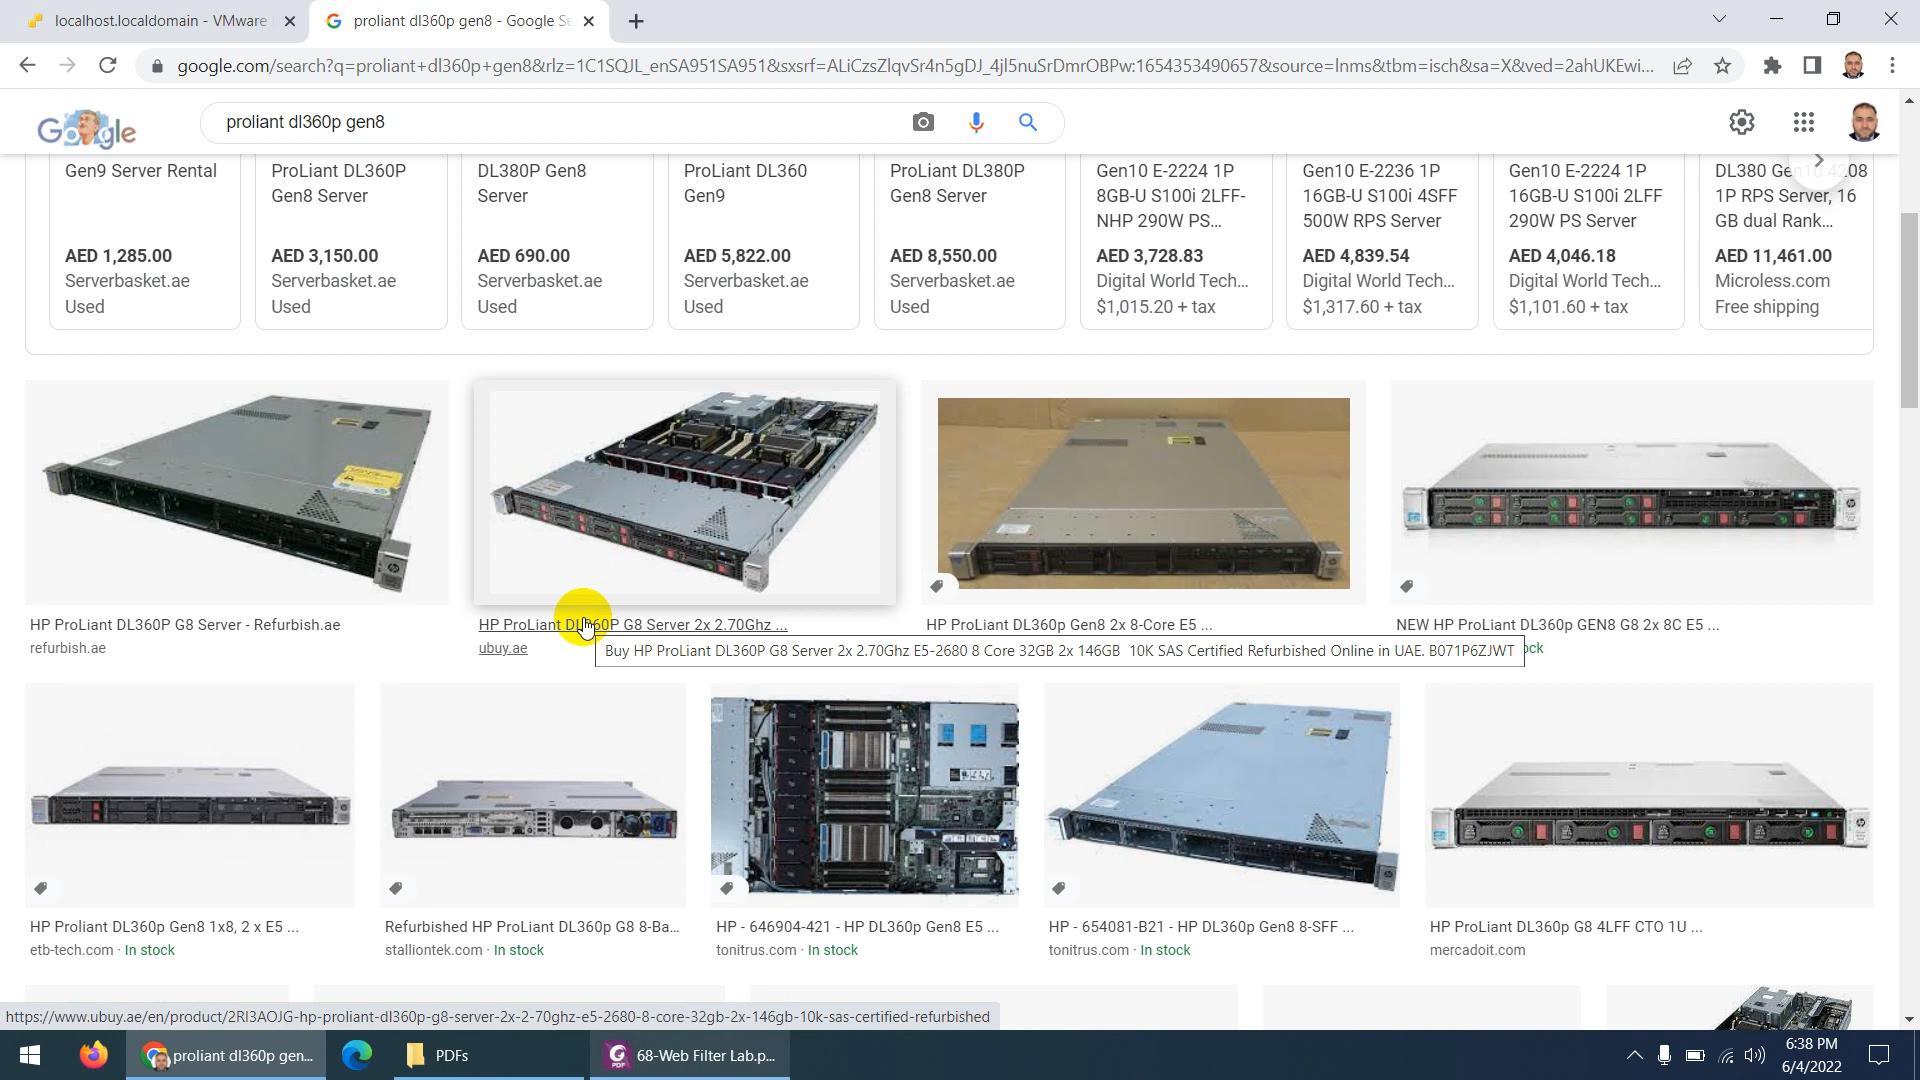 localhost.localdomain - VMware
proliant dl360p gen8 - Google Se
google.com/search?q=proliant+dl360p+gen8&rlz=1C1SQJL_enSA951SA951&sxsrf=ALiCzsZlqvSr4n5gDJ_4jl5nuSrDmrOBPw:1654353490657&source=lnms&tbm=isch&sa=X&ved=2ahUKEwi...
Google
proliant dl360p gen8
Gen9 Server Rental
AED 1,285.00
Serverbasket.ae
Used
ProLiant DL360P
Gen8 Server
AED 3,150.00
Serverbasket.ae
Used
DL380P Gen8
Server
AED 690.00
Serverbasket.ae
Used
ProLiant DL360
Gen9
AED 5,822.00
Serverbasket.ae
Used
ProLiant DL380P
Gen8 Server
AED 8,550.00
Serverbasket.ae
Used
Gen10 E-2224 1P
8GB-U S100i 2LFF-
NHP 290W PS...
AED 3,728.83
Digital World Tech...
$1,015.20 + tax
Gen10 E-2236 1P
16GB-U S100i 4SFF
500W RPS Server
AED 4,839.54
Digital World Tech...
$1,317.60 + tax
Gen10 E-2224 1P
16GB-U S100i 2LFF
290W PS Server
AED 4,046.18
Digital World Tech...
$1,101.60 + tax
DL380 Gen10 4208
1P RPS Server, 16
GB dual Rank...
AED 11,461.00
Microless.com
Free shipping
HP ProLiant DL360P G8 Server - Refurbish.ae
refurbish.ae
HP ProLiant DL360P G8 Server 2x 2.70Ghz ...
ubuy.ae
HP ProLiant DL360p Gen8 2x 8-Core E5 ...
NEW HP ProLiant DL360p GEN8 G8 2x 8C E5 ...
ock
Buy HP ProLiant DL360P G8 Server 2x 2.70Ghz E5-2680 8 Core 32GB 2x 146GB 10K SAS Certified Refurbished Online in UAE. B071P6ZJWT
HP Proliant DL360p Gen8 1x8, 2 x E5 ...
etb-tech.com · In stock
Refurbished HP ProLiant DL360p G8 8-Ba...
stalliontek.com · In stock
HP - 646904-421 - HP DL360p Gen8 E5 ...
tonitrus.com · In stock
HP - 654081-B21 - HP DL360p Gen8 8-SFF ...
tonitrus.com · In stock
HP ProLiant DL360p G8 4LFF CTO 1U ...
mercadoit.com
https://www.ubuy.ae/en/product/2RI3AOJG-hp-proliant-dl360p-g8-server-2x-2-70ghz-e5-2680-8-core-32gb-2x-146gb-10k-sas-certified-refurbished
proliant dl360p gen...
PDFs
68-Web Filter Lab.p...
6:38 PM
6/4/2022